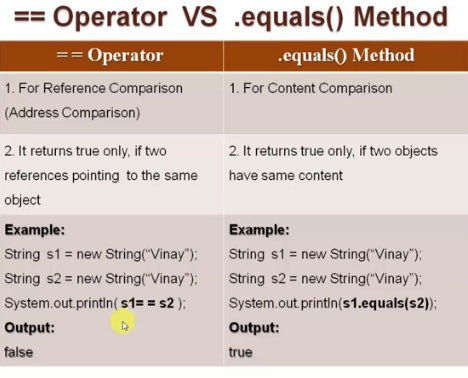 == Operator VS .equals() Method
== Operator
.equals() Method
1. For Reference Comparison
(Address Comparison)
1. For Content Comparison
2. It returns true only, if two
references pointing to the same
object
2. It returns true only, if two objects
have same content
Example:
String s1 = new String(“Vinay”);
String s2 = new String(“Vinay”);
System.out.println( s1= = s2 );
Output:
false
Example:
String s1 = new String(“Vinay”);
String s2 = new String(“Vinay”);
System.out.println(s1.equals(s2));
Output:
true